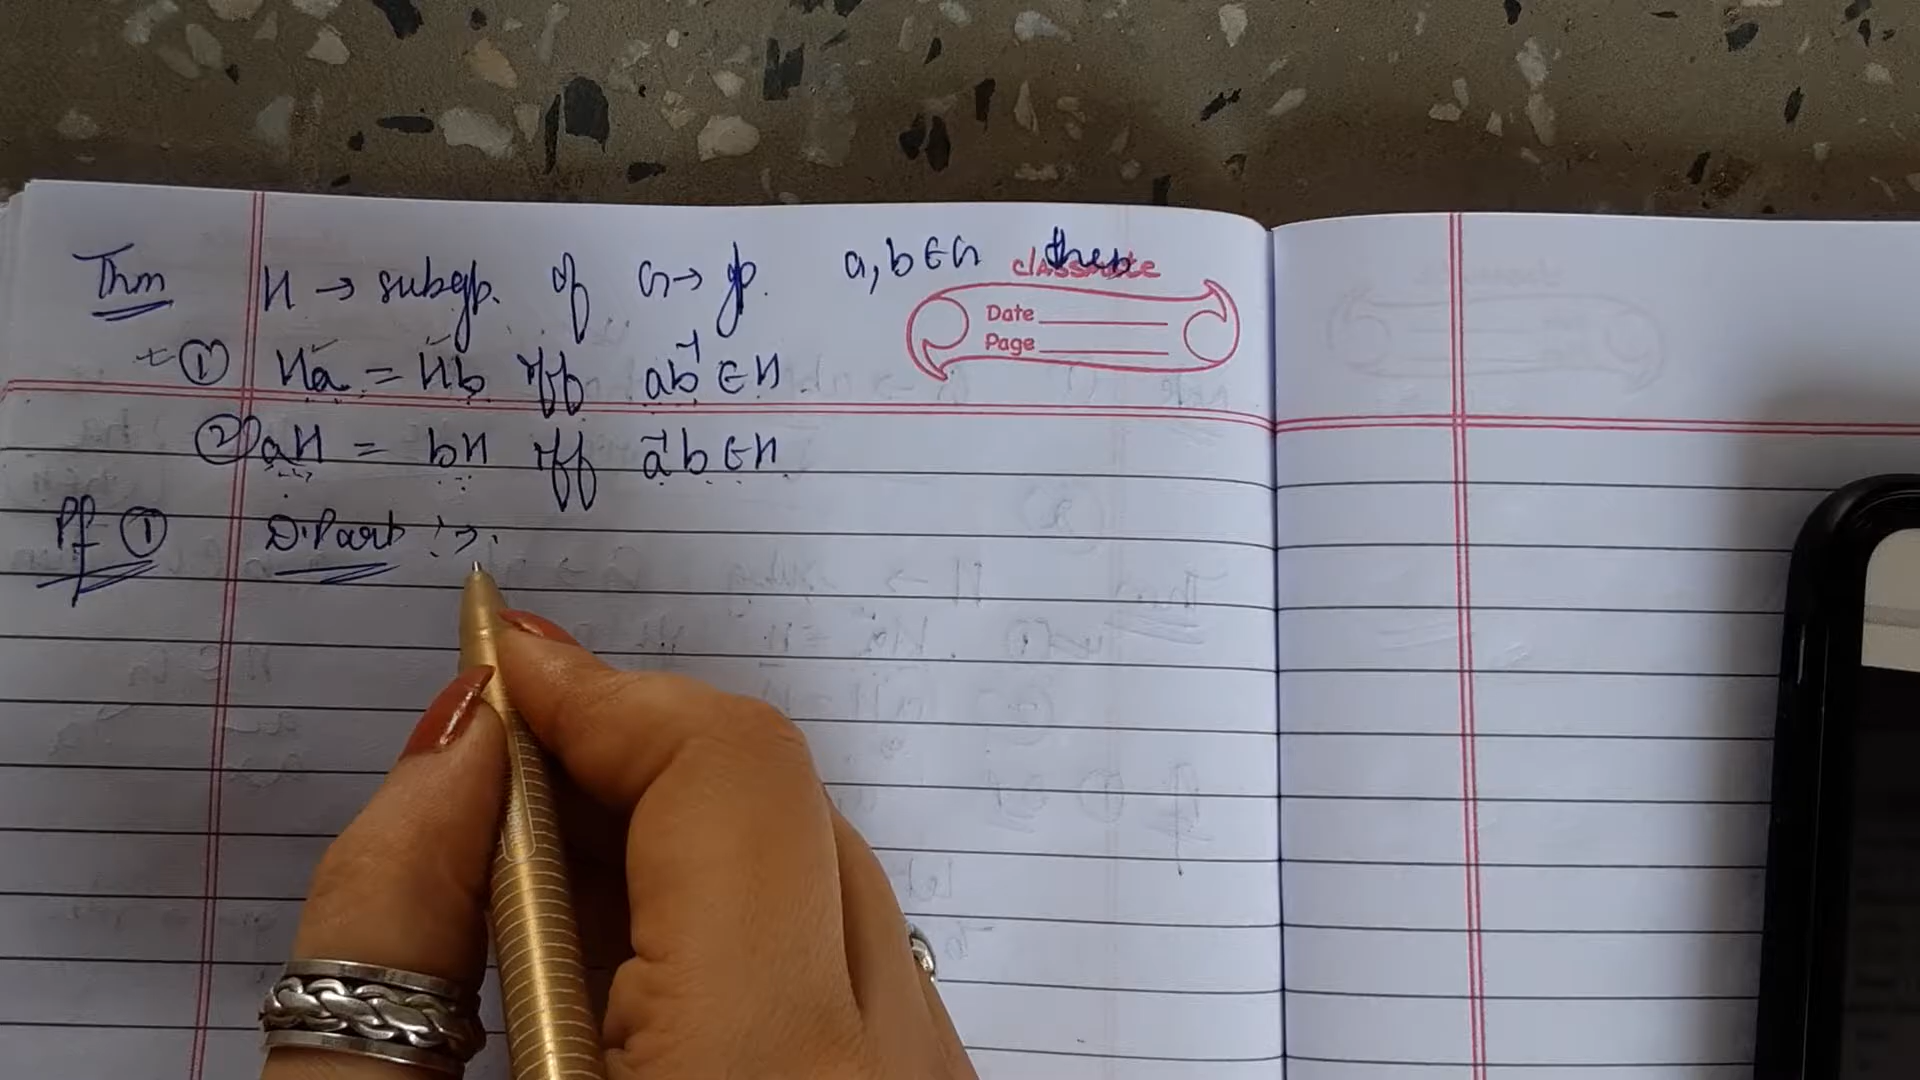 Thm H → subgp. of G → gp. a, b ∈ G then
classmate
Date
Page
① Ha = Hb iff ab⁻¹ ∈ H
② aH = bH iff a⁻¹b ∈ H
Pf ① D. Part :→